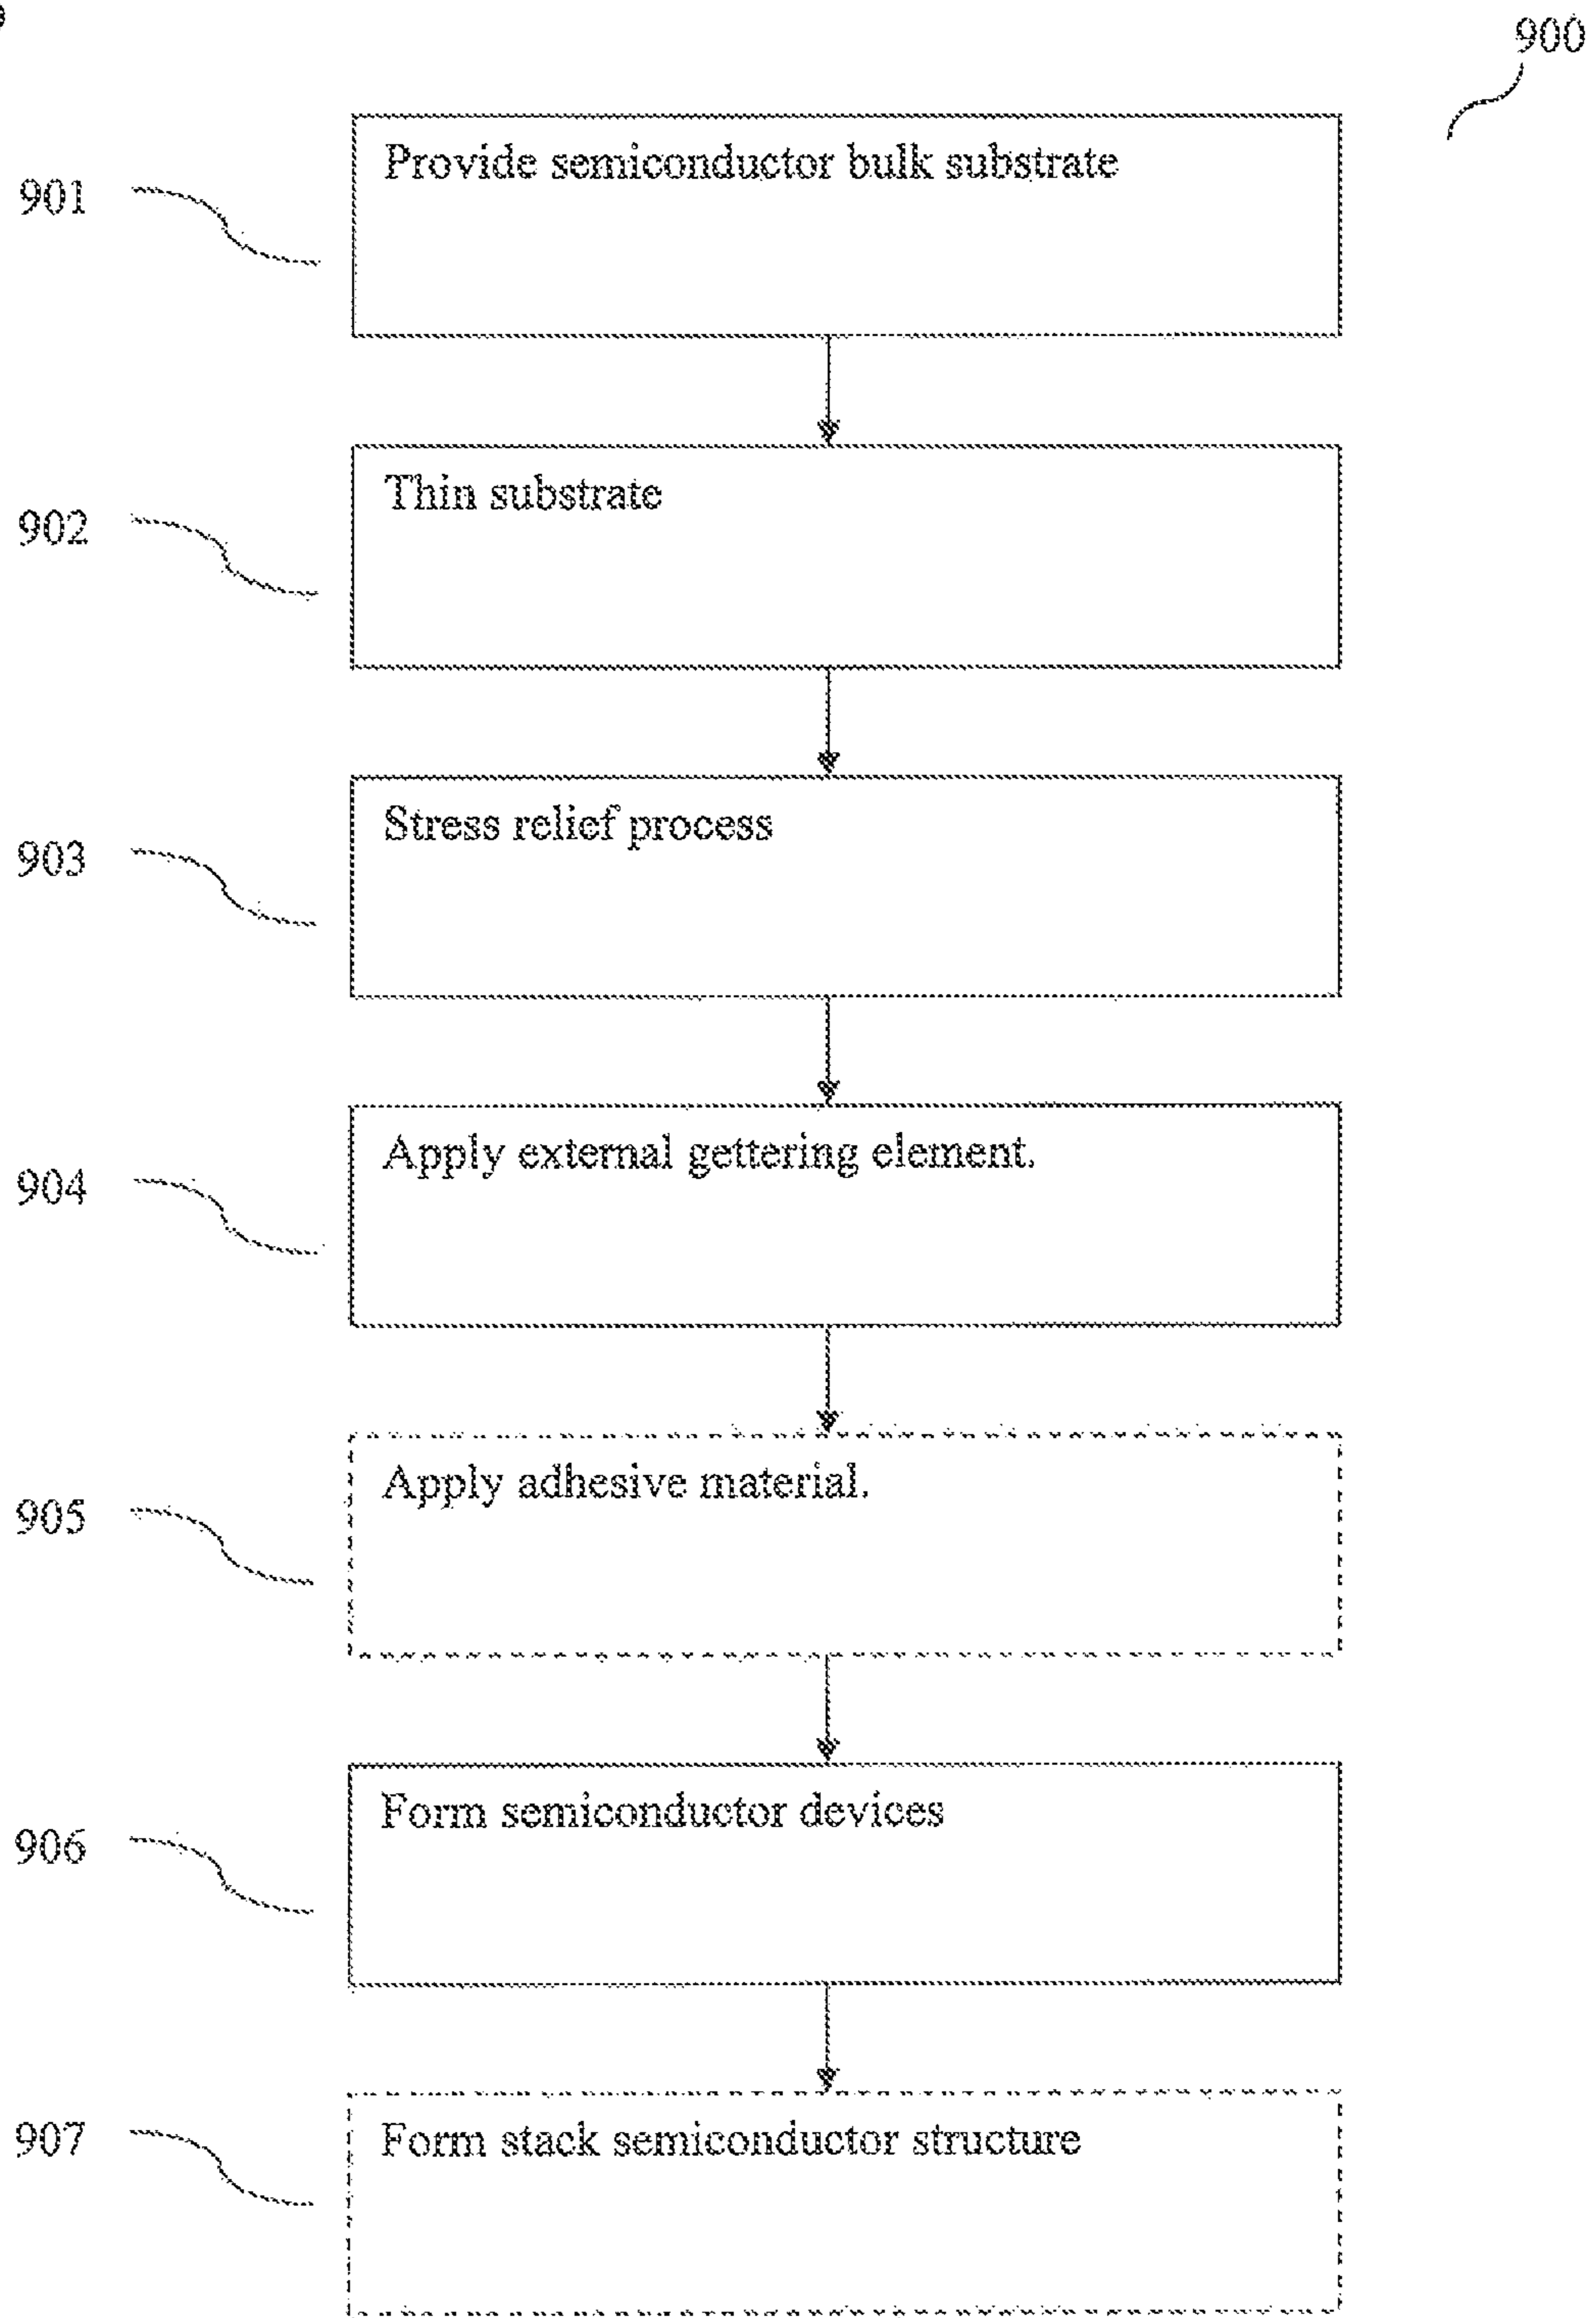 900
901
Provide semiconductor bulk substrate
902
Thin substrate
903
Stress relief process
904
Apply external gettering element.
905
Apply adhesive material.
906
Form semiconductor devices
907
Form stack semiconductor structure